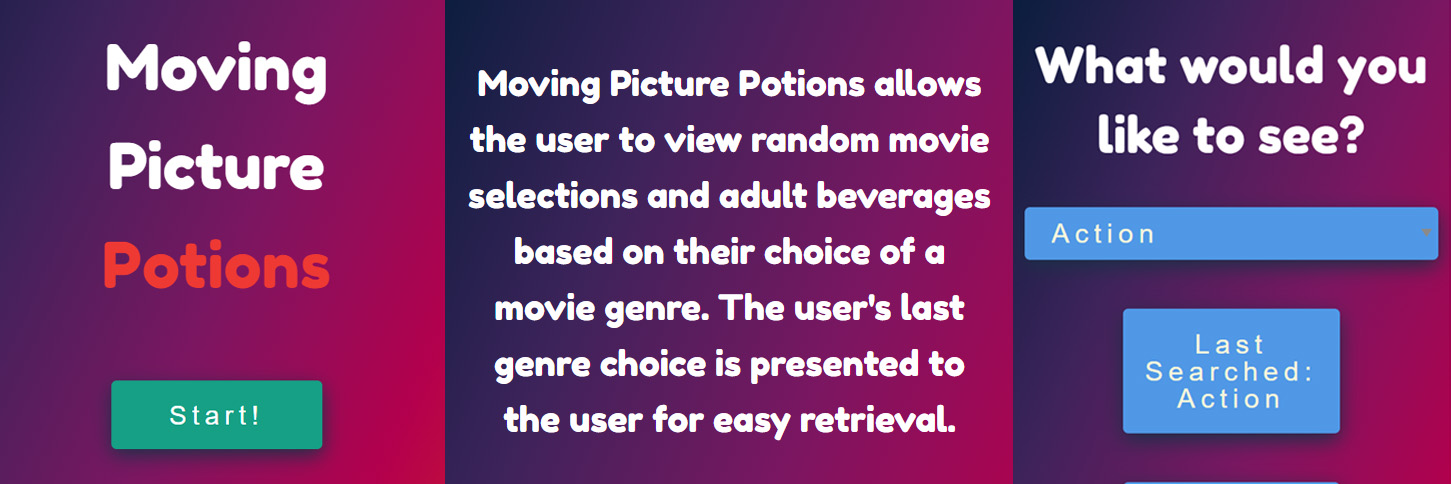 Moving
Picture
Potions
Start!
Moving Picture Potions allows
the user to view random movie
selections and adult beverages
based on their choice of a
movie genre. The user's last
genre choice is presented to
the user for easy retrieval.
What would you
like to see?
Action
Last
Searched:
Action